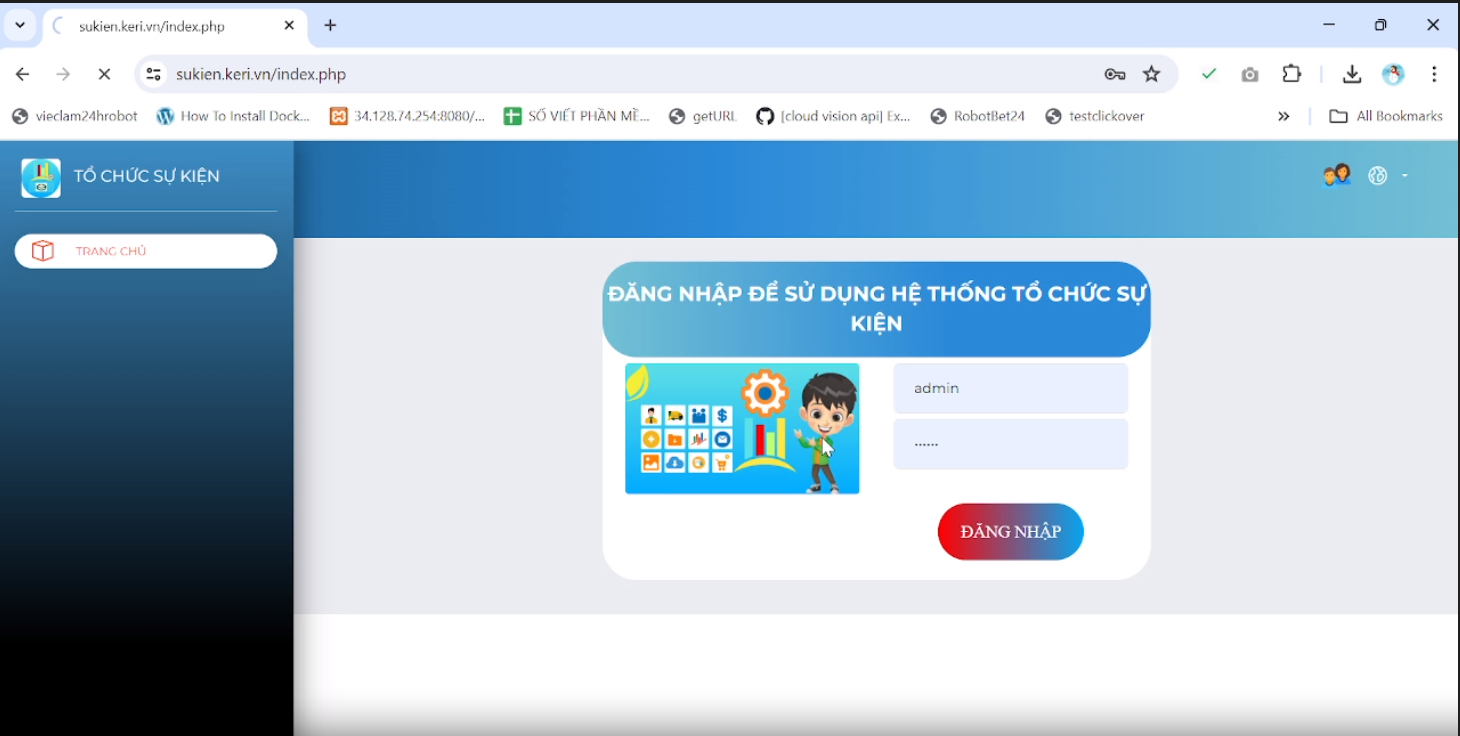 sukien.keri.vn/index.php
sukien.keri.vn/index.php
vieclam24hrobot
How To Install Dock...
34.128.74.254:8080/...
SỐ VIẾT PHẦN MỀ...
getURL
[cloud vision api] Ex...
RobotBet24
testclickover
All Bookmarks
TỔ CHỨC SỰ KIỆN
TRANG CHỦ
ĐĂNG NHẬP ĐỂ SỬ DỤNG HỆ THỐNG TỔ CHỨC SỰ
KIỆN
admin
......
ĐĂNG NHẬP